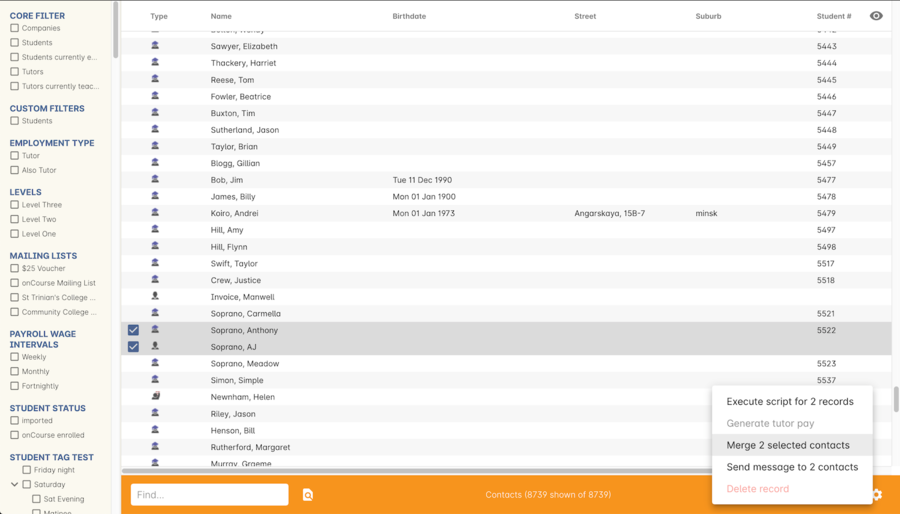 CORE FILTER
Companies
Students
Students currently e...
Tutors
Tutors currently teac...
CUSTOM FILTERS
Students
EMPLOYMENT TYPE
Tutor
Also Tutor
LEVELS
Level Three
Level Two
Level One
MAILING LISTS
$25 Voucher
onCourse Mailing List
St Trinian's College ...
Community College ...
PAYROLL WAGE
INTERVALS
Weekly
Monthly
Fortnightly
STUDENT STATUS
imported
onCourse enrolled
STUDENT TAG TEST
Friday night
Saturday
Sat Evening
Matinee
Type Name Birthdate Street Suburb Student #
Sawyer, Elizabeth 5443
Thackery, Harriet 5444
Reese, Tom 5445
Fowler, Beatrice 5446
Buxton, Tim 5447
Sutherland, Jason 5448
Taylor, Brian 5449
Blogg, Gillian 5457
Bob, Jim Tue 11 Dec 1990 5477
James, Billy Mon 01 Jan 1900 5478
Koiro, Andrei Mon 01 Jan 1973 Angarskaya, 15B-7 minsk 5479
Hill, Amy 5497
Hill, Flynn 5498
Swift, Taylor 5517
Crew, Justice 5518
Invoice, Manwell
Soprano, Carmella 5521
Soprano, Anthony 5522
Soprano, AJ
Soprano, Meadow 5523
Simon, Simple 5537
Newnham, Helen
Riley, Jason
Henson, Bill
Rutherford, Margaret
Murray, Graeme
Execute script for 2 records
Generate tutor pay
Merge 2 selected contacts
Send message to 2 contacts
Delete record
Find...
Contacts (8739 shown of 8739)